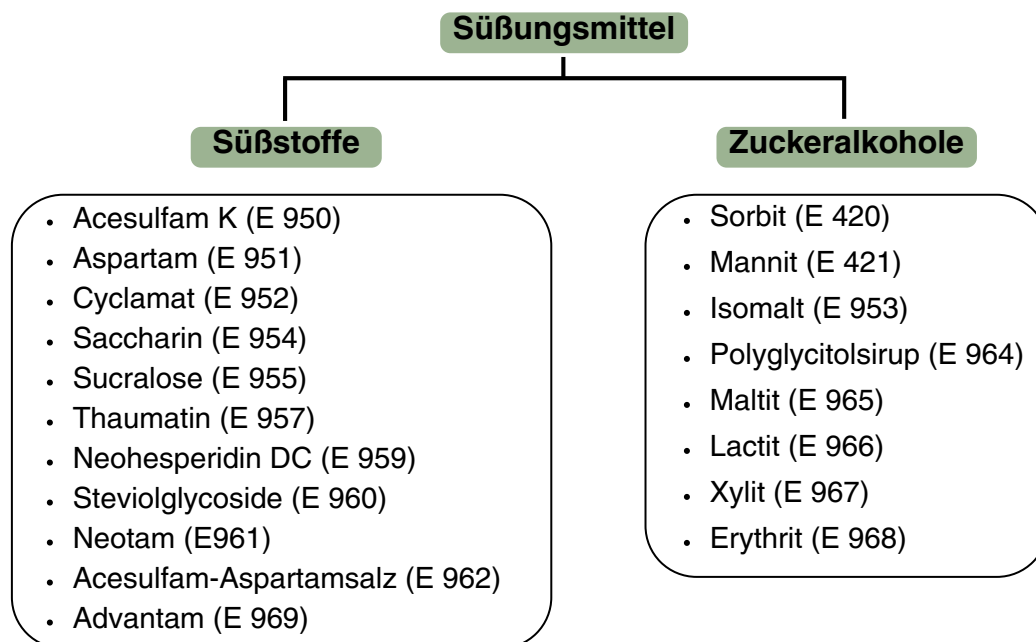 Süßungsmittel
Süßstoffe
Zuckeralkohole
• Acesulfam K (E 950)
• Aspartam (E 951)
• Cyclamat (E 952)
• Saccharin (E 954)
• Sucralose (E 955)
• Thaumatin (E 957)
• Neohesperidin DC (E 959)
• Steviolglycoside (E 960)
• Neotam (E961)
• Acesulfam-Aspartamsalz (E 962)
• Advantam (E 969)
• Sorbit (E 420)
• Mannit (E 421)
• Isomalt (E 953)
• Polyglycitolsirup (E 964)
• Maltit (E 965)
• Lactit (E 966)
• Xylit (E 967)
• Erythrit (E 968)